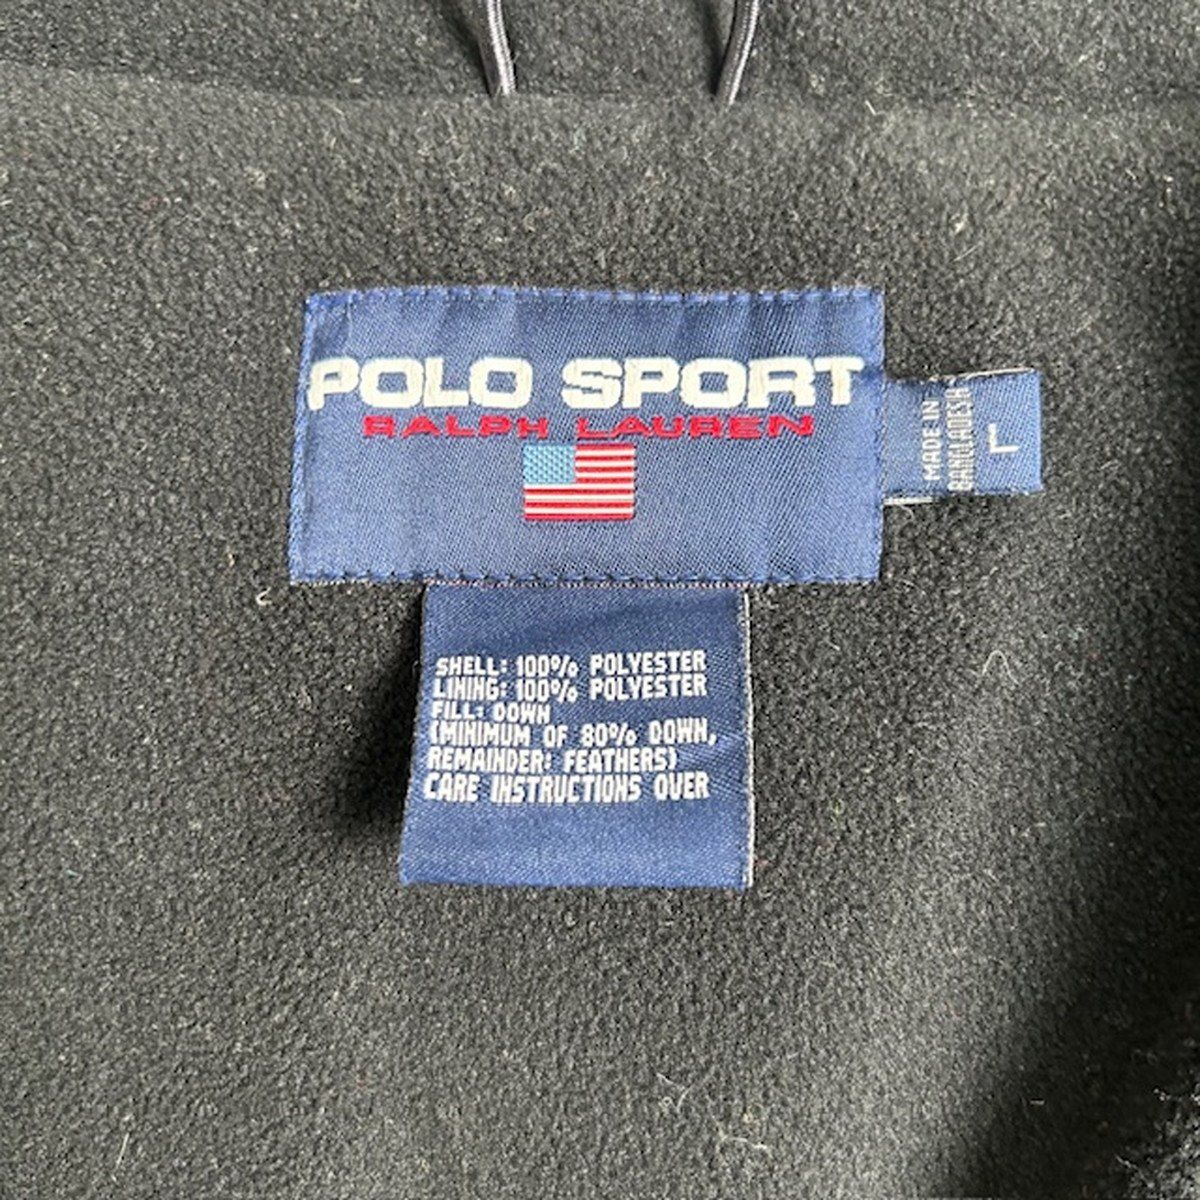 POLO SPORT
RALPH LAUREN
MADE IN
BANGLADESH
L
SHELL: 100% POLYESTER
LINING: 100% POLYESTER
FILL: DOWN
(MINIMUM OF 80% DOWN,
REMAINDER: FEATHERS)
CARE INSTRUCTIONS OVER